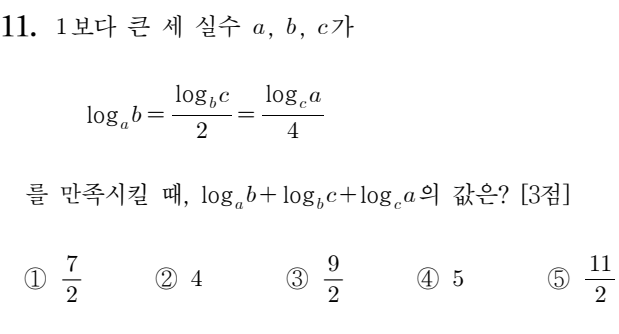 11. 1보다 큰 세 실수 a, b, c가
logₐb = (log_b c)/2 = (log_c a)/4
를 만족시킬 때, logₐb + log_b c + log_c a의 값은? [3점]
① 7/2 ② 4 ③ 9/2 ④ 5 ⑤ 11/2